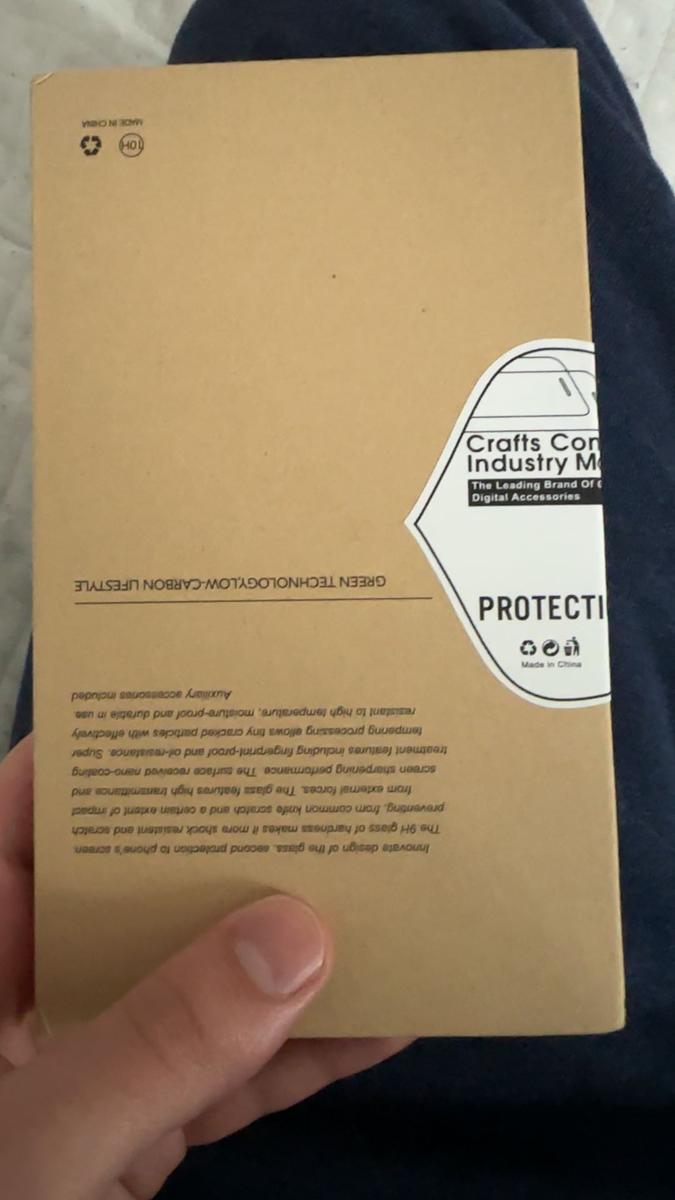 Innovate design of the glass, second protection to phone's screen:
The 9H glass of hardness makes it more shock resistent and scratch
preventing, from common knife scratch and a certain extent of impact
from external forces. The glass features high transmittance and
screen sharpening performance. The surface received nano-coating
treatment features including fingerprint-proof and oil-resistance. Super
tempering processing allows tiny cracked particles with effectively
resistant to high temperature, moisture-proof and durable in use.
Auxiliary accessories included
GREEN TECHNOLOGY,LOW-CARBON LIFESTYLE
10H
MADE IN CHINA
Crafts Con
Industry M
The Leading Brand Of
Digital Accessories
PROTECTI
Made in China